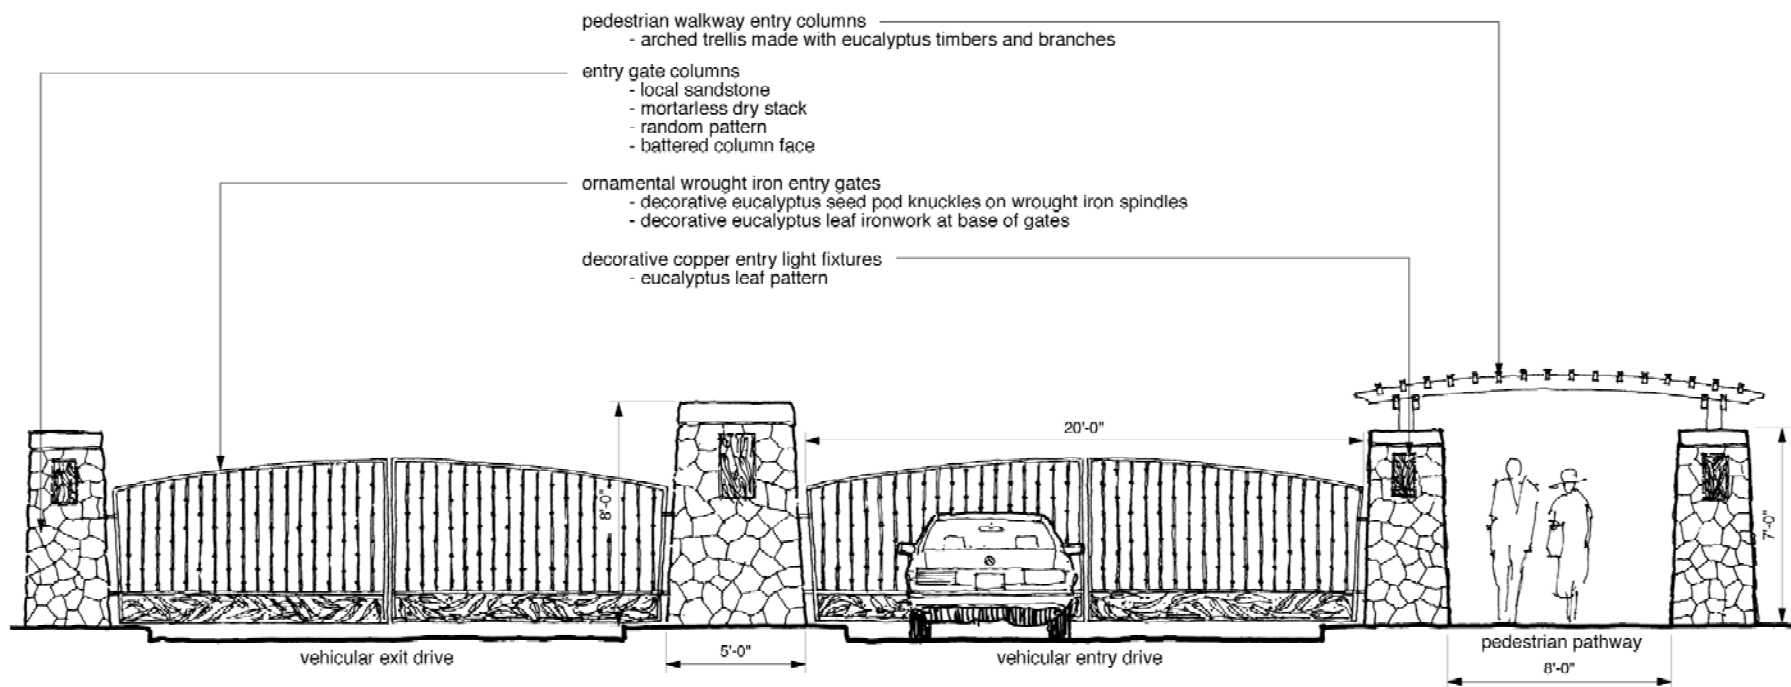 pedestrian walkway entry columns
- arched trellis made with eucalyptus timbers and branches
entry gate columns
- local sandstone
- mortarless dry stack
- random pattern
- battered column face
ornamental wrought iron entry gates
- decorative eucalyptus seed pod knuckles on wrought iron spindles
- decorative eucalyptus leaf ironwork at base of gates
decorative copper entry light fixtures
- eucalyptus leaf pattern
20'-0"
8'-0"
7'-0"
vehicular exit drive
5'-0"
vehicular entry drive
pedestrian pathway
8'-0"